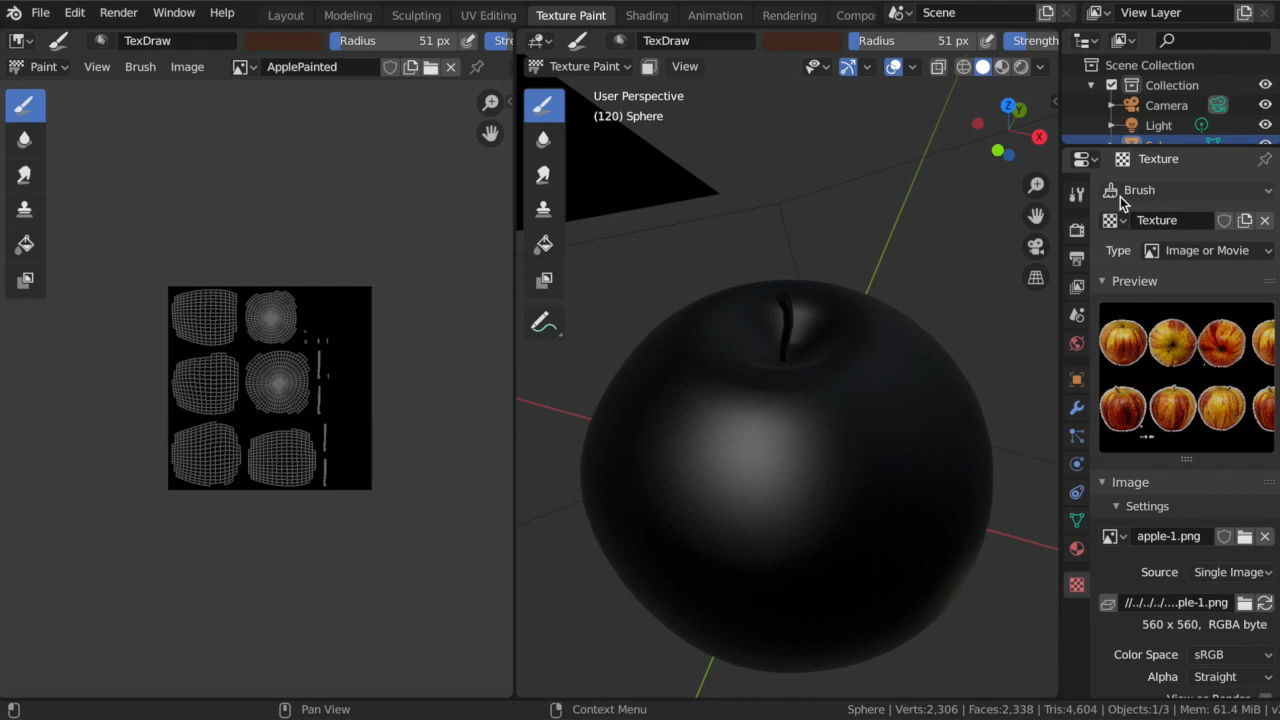 File Edit Render Window Help Layout Modeling Sculpting UV Editing Texture Paint Shading Animation Rendering Compo Scene View Layer
TexDraw Radius 51 px Stre TexDraw Radius 51 px Strength
Paint View Brush Image ApplePainted Texture Paint View
User Perspective
(120) Sphere
Z
Y
X
Scene Collection
Collection
Camera
Light
Texture
Brush
Texture
Type Image or Movie
Preview
Image
Settings
apple-1.png
Source Single Image
//../../../....ple-1.png
560 x 560, RGBA byte
Color Space sRGB
Alpha Straight
Pan View Context Menu Sphere | Verts:2,306 | Faces:2,338 | Tris:4,604 | Objects:1/3 | Mem: 61.4 MiB | v